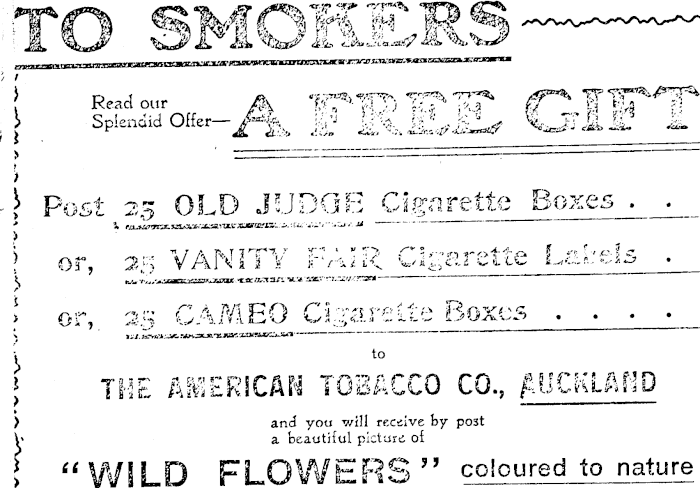 TO SMOKERS
Read our
Splendid Offer—
A FREE GIFT
Post 25 OLD JUDGE Cigarette Boxes . .
or, 25 VANITY FAIR Cigarette Labels .
or, 25 CAMEO Cigarette Boxes . . . .
to
THE AMERICAN TOBACCO CO., AUCKLAND
and you will receive by post
a beautiful picture of
"WILD FLOWERS" coloured to nature